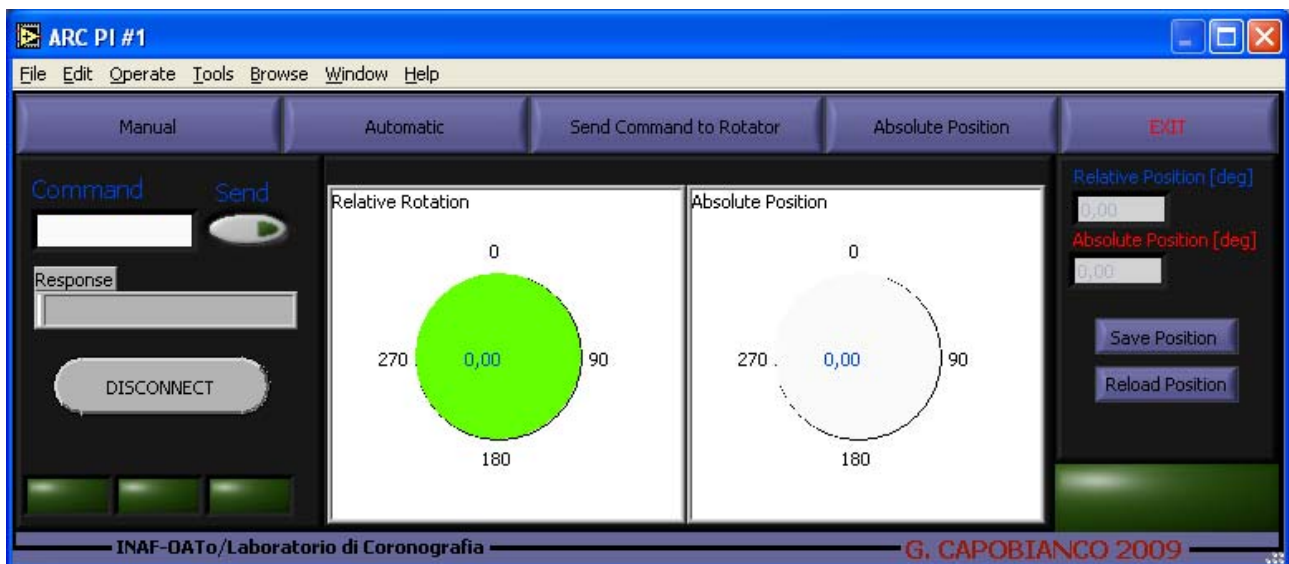 ARC PI #1
File Edit Operate Tools Browse Window Help
Manual Automatic Send Command to Rotator Absolute Position EXIT
Command Send
Response
DISCONNECT
Relative Rotation
0
270 0,00 90
180
Absolute Position
0
270 0,00 90
180
Relative Position [deg]
0,00
Absolute Position [deg]
0,00
Save Position
Reload Position
INAF-OATo/Laboratorio di Coronografia
G. CAPOBIANCO 2009